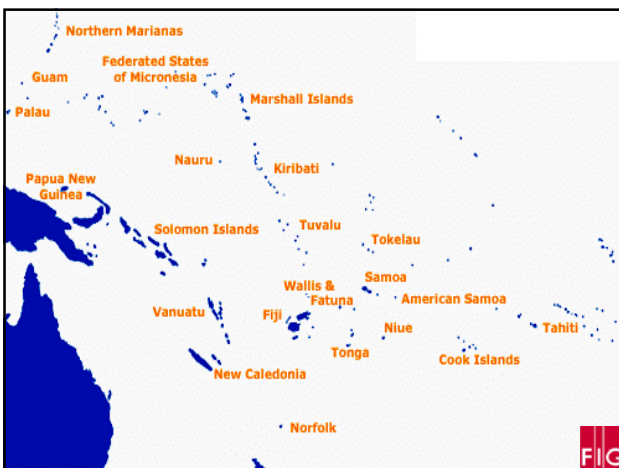 Northern Marianas
Federated States
of Micronesia
Guam
Marshall Islands
Palau
Nauru
Kiribati
Papua New
Guinea
Solomon Islands
Tuvalu
Tokelau
Samoa
Wallis &
Fatuna
American Samoa
Vanuatu
Fiji
Niue
Tahiti
Tonga
Cook Islands
New Caledonia
Norfolk
FIG